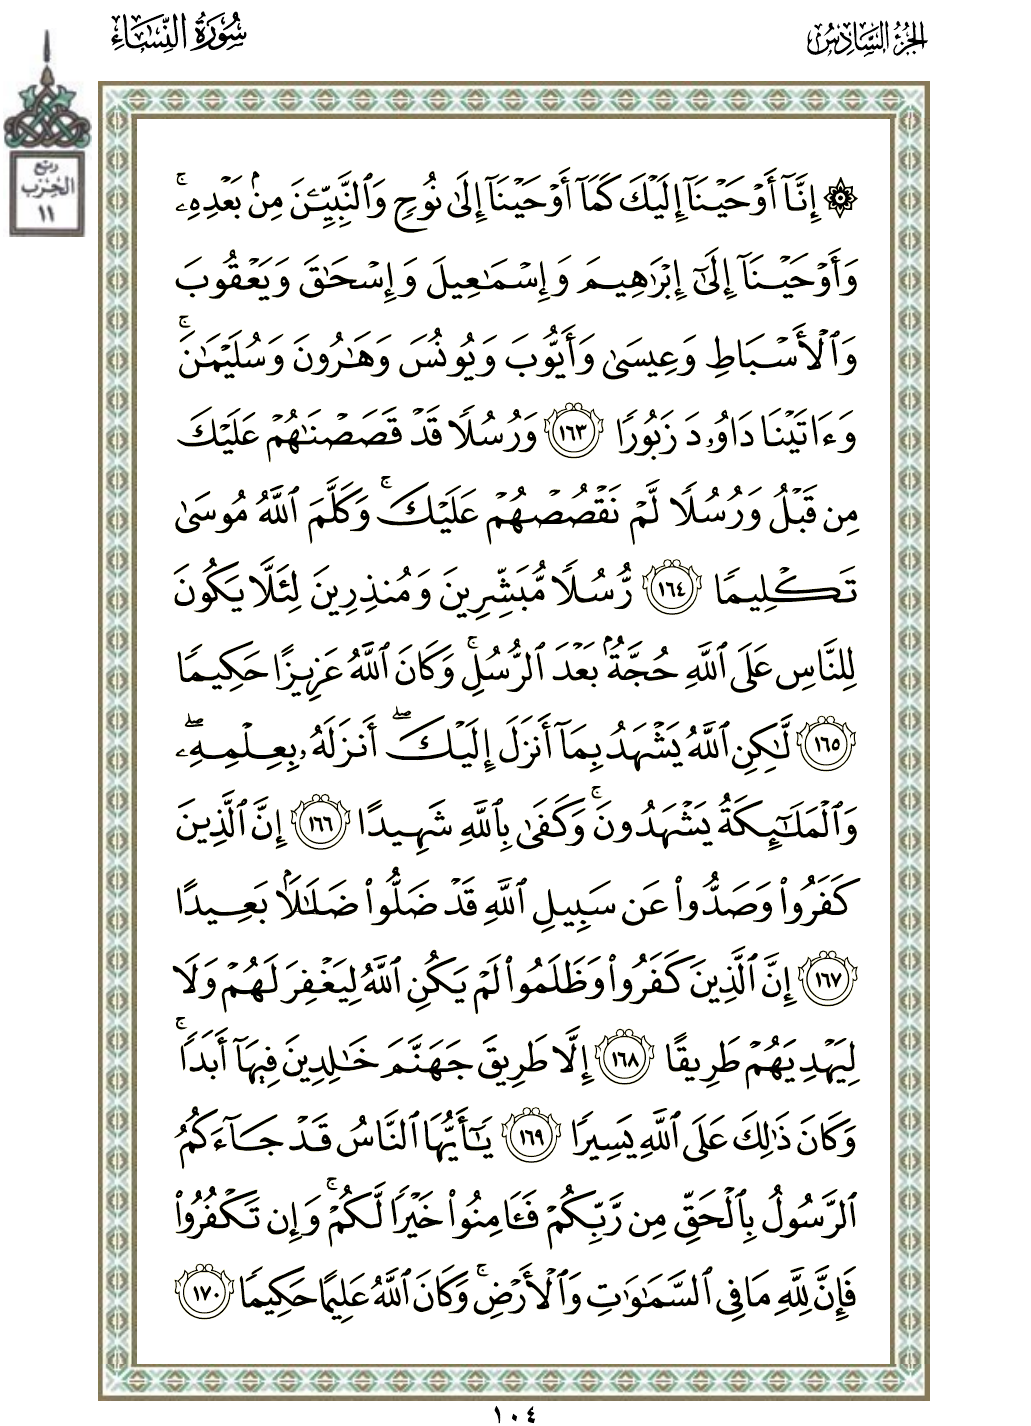 الجزء السادس
سورة النساء
ربع
الحزب
١١
۞ إِنَّآ أَوۡحَيۡنَآ إِلَيۡكَ كَمَآ أَوۡحَيۡنَآ إِلَىٰ نُوحٖ وَٱلنَّبِيِّـۧنَ مِنۢ بَعۡدِهِۦۚ
وَأَوۡحَيۡنَآ إِلَىٰٓ إِبۡرَٰهِيمَ وَإِسۡمَٰعِيلَ وَإِسۡحَٰقَ وَيَعۡقُوبَ
وَٱلۡأَسۡبَاطِ وَعِيسَىٰ وَأَيُّوبَ وَيُونُسَ وَهَٰرُونَ وَسُلَيۡمَٰنَۚ
وَءَاتَيۡنَا دَاوُۥدَ زَبُورٗا ١٦٣ وَرُسُلٗا قَدۡ قَصَصۡنَٰهُمۡ عَلَيۡكَ
مِن قَبۡلُ وَرُسُلٗا لَّمۡ نَقۡصُصۡهُمۡ عَلَيۡكَۚ وَكَلَّمَ ٱللَّهُ مُوسَىٰ
تَكۡلِيمٗا ١٦٤ رُّسُلٗا مُّبَشِّرِينَ وَمُنذِرِينَ لِئَلَّا يَكُونَ
لِلنَّاسِ عَلَى ٱللَّهِ حُجَّةُۢ بَعۡدَ ٱلرُّسُلِۚ وَكَانَ ٱللَّهُ عَزِيزًا حَكِيمٗا
١٦٥ لَّٰكِنِ ٱللَّهُ يَشۡهَدُ بِمَآ أَنزَلَ إِلَيۡكَۖ أَنزَلَهُۥ بِعِلۡمِهِۦۖ
وَٱلۡمَلَٰٓئِكَةُ يَشۡهَدُونَۚ وَكَفَىٰ بِٱللَّهِ شَهِيدًا ١٦٦ إِنَّ ٱلَّذِينَ
كَفَرُواْ وَصَدُّواْ عَن سَبِيلِ ٱللَّهِ قَدۡ ضَلُّواْ ضَلَٰلَۢا بَعِيدًا
١٦٧ إِنَّ ٱلَّذِينَ كَفَرُواْ وَظَلَمُواْ لَمۡ يَكُنِ ٱللَّهُ لِيَغۡفِرَ لَهُمۡ وَلَا
لِيَهۡدِيَهُمۡ طَرِيقًا ١٦٨ إِلَّا طَرِيقَ جَهَنَّمَ خَٰلِدِينَ فِيهَآ أَبَدٗاۚ
وَكَانَ ذَٰلِكَ عَلَى ٱللَّهِ يَسِيرٗا ١٦٩ يَٰٓأَيُّهَا ٱلنَّاسُ قَدۡ جَآءَكُمُ
ٱلرَّسُولُ بِٱلۡحَقِّ مِن رَّبِّكُمۡ فَـَٔامِنُواْ خَيۡرٗا لَّكُمۡۚ وَإِن تَكۡفُرُواْ
فَإِنَّ لِلَّهِ مَا فِي ٱلسَّمَٰوَٰتِ وَٱلۡأَرۡضِۚ وَكَانَ ٱللَّهُ عَلِيمًا حَكِيمٗا ١٧٠
١٠٤